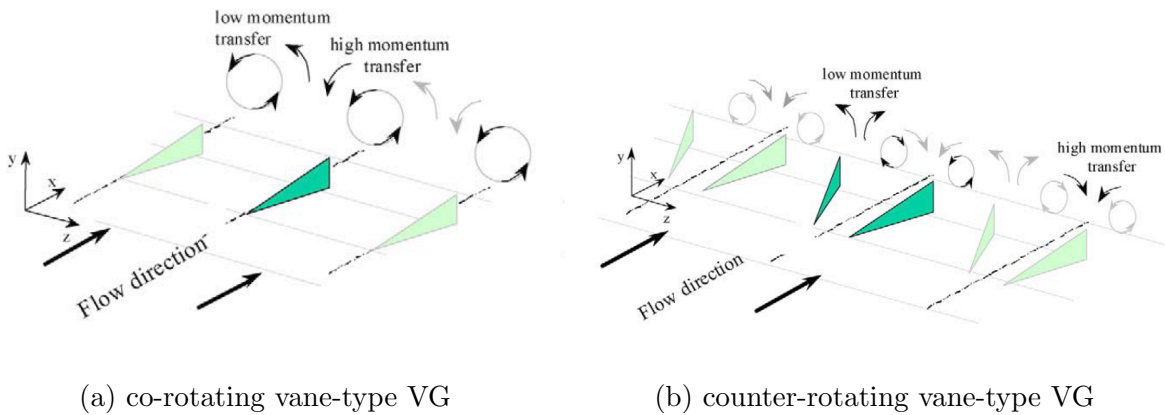 low momentum
transfer
high momentum
transfer
y
x
z
Flow direction
(a) co-rotating vane-type VG
low momentum
transfer
high momentum
transfer
y
x
z
Flow direction
(b) counter-rotating vane-type VG